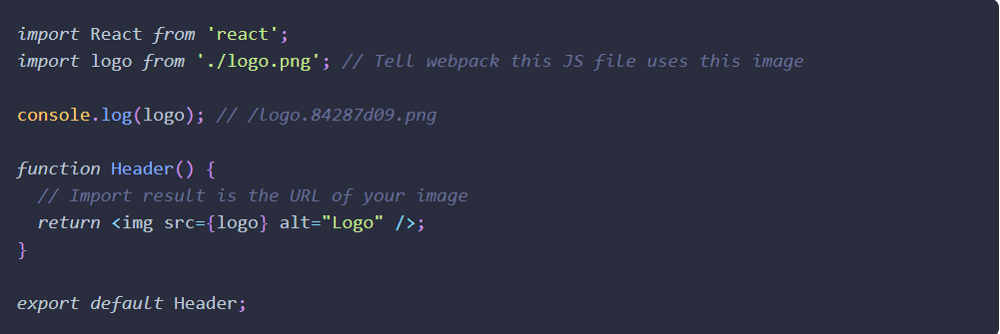 import React from 'react';
import logo from './logo.png'; // Tell webpack this JS file uses this image
console.log(logo); // /logo.84287d09.png
function Header() {
  // Import result is the URL of your image
  return <img src={logo} alt="Logo" />;
}
export default Header;